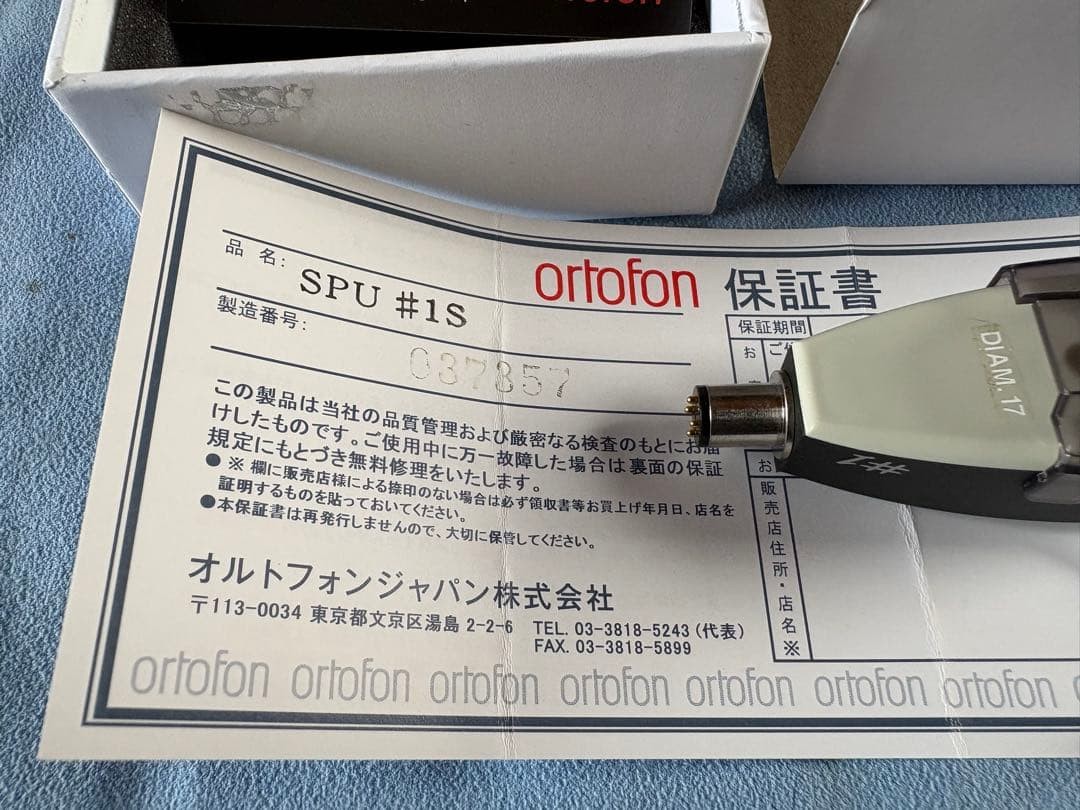 品名:
SPU #1S
ortofon 保証書
製造番号:
037857
保証期間
お
この製品は当社の品質管理および厳密なる検査のもとにお届
けしたものです。ご使用中に万一故障した場合は裏面の保証
規定にもとづき無料修理をいたします。
● ※欄に販売店様による捺印のない場合は必ず領収書等お買上げ年月日、店名を
証明するものを貼っておいてください。
●本保証書は再発行しませんので、大切に保管してください。
オルトフォンジャパン株式会社
〒113-0034 東京都文京区湯島 2-2-6 TEL. 03-3818-5243 (代表)
FAX. 03-3818-5899
お
販売店住所・店名※
ortofon ortofon ortofon ortofon ortofon ortofon ortofon
DIAM. 17
#1